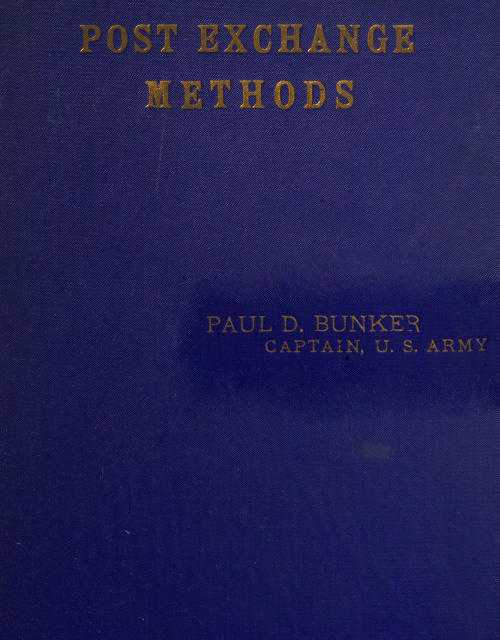 POST EXCHANGE
METHODS
PAUL D. BUNKER
CAPTAIN, U. S. ARMY